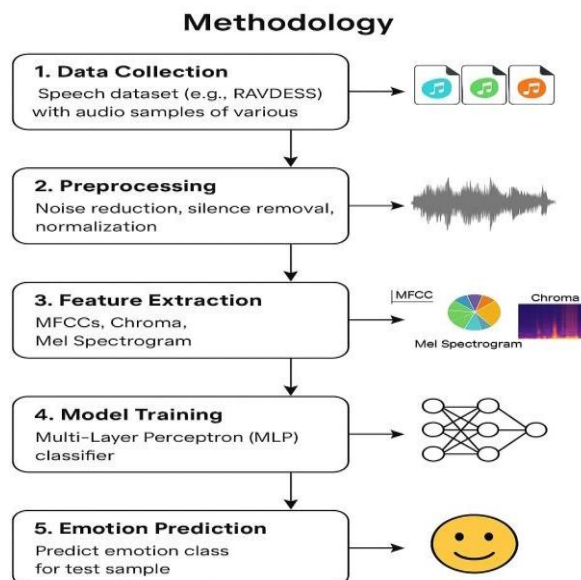 Methodology
1. Data Collection
Speech dataset (e.g., RAVDESS)
with audio samples of various
2. Preprocessing
Noise reduction, silence removal,
normalization
3. Feature Extraction
MFCCs, Chroma,
Mel Spectrogram
MFCC
Chroma
Mel Spectrogram
4. Model Training
Multi-Layer Perceptron (MLP)
classifier
5. Emotion Prediction
Predict emotion class
for test sample